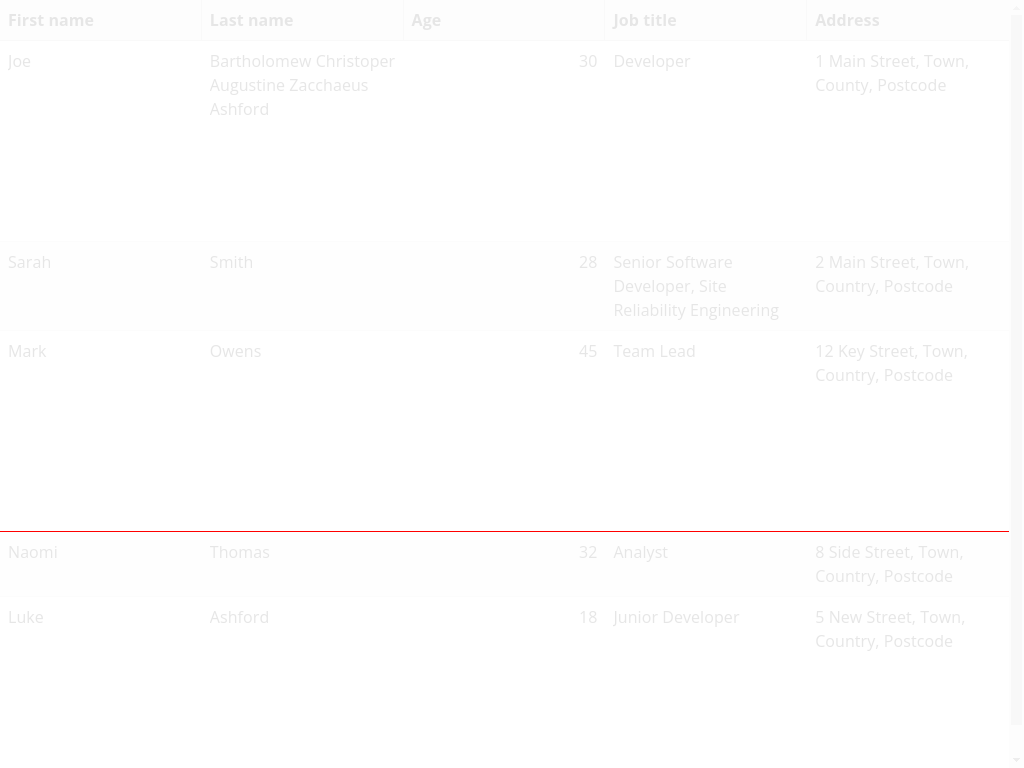 First name Last name Age Job title Address
Joe Bartholomew Christoper 30 Developer 1 Main Street, Town,
Augustine Zacchaeus County, Postcode
Ashford
Sarah Smith 28 Senior Software 2 Main Street, Town,
Developer, Site Country, Postcode
Reliability Engineering
Mark Owens 45 Team Lead 12 Key Street, Town,
Country, Postcode
Naomi Thomas 32 Analyst 8 Side Street, Town,
Country, Postcode
Luke Ashford 18 Junior Developer 5 New Street, Town,
Country, Postcode